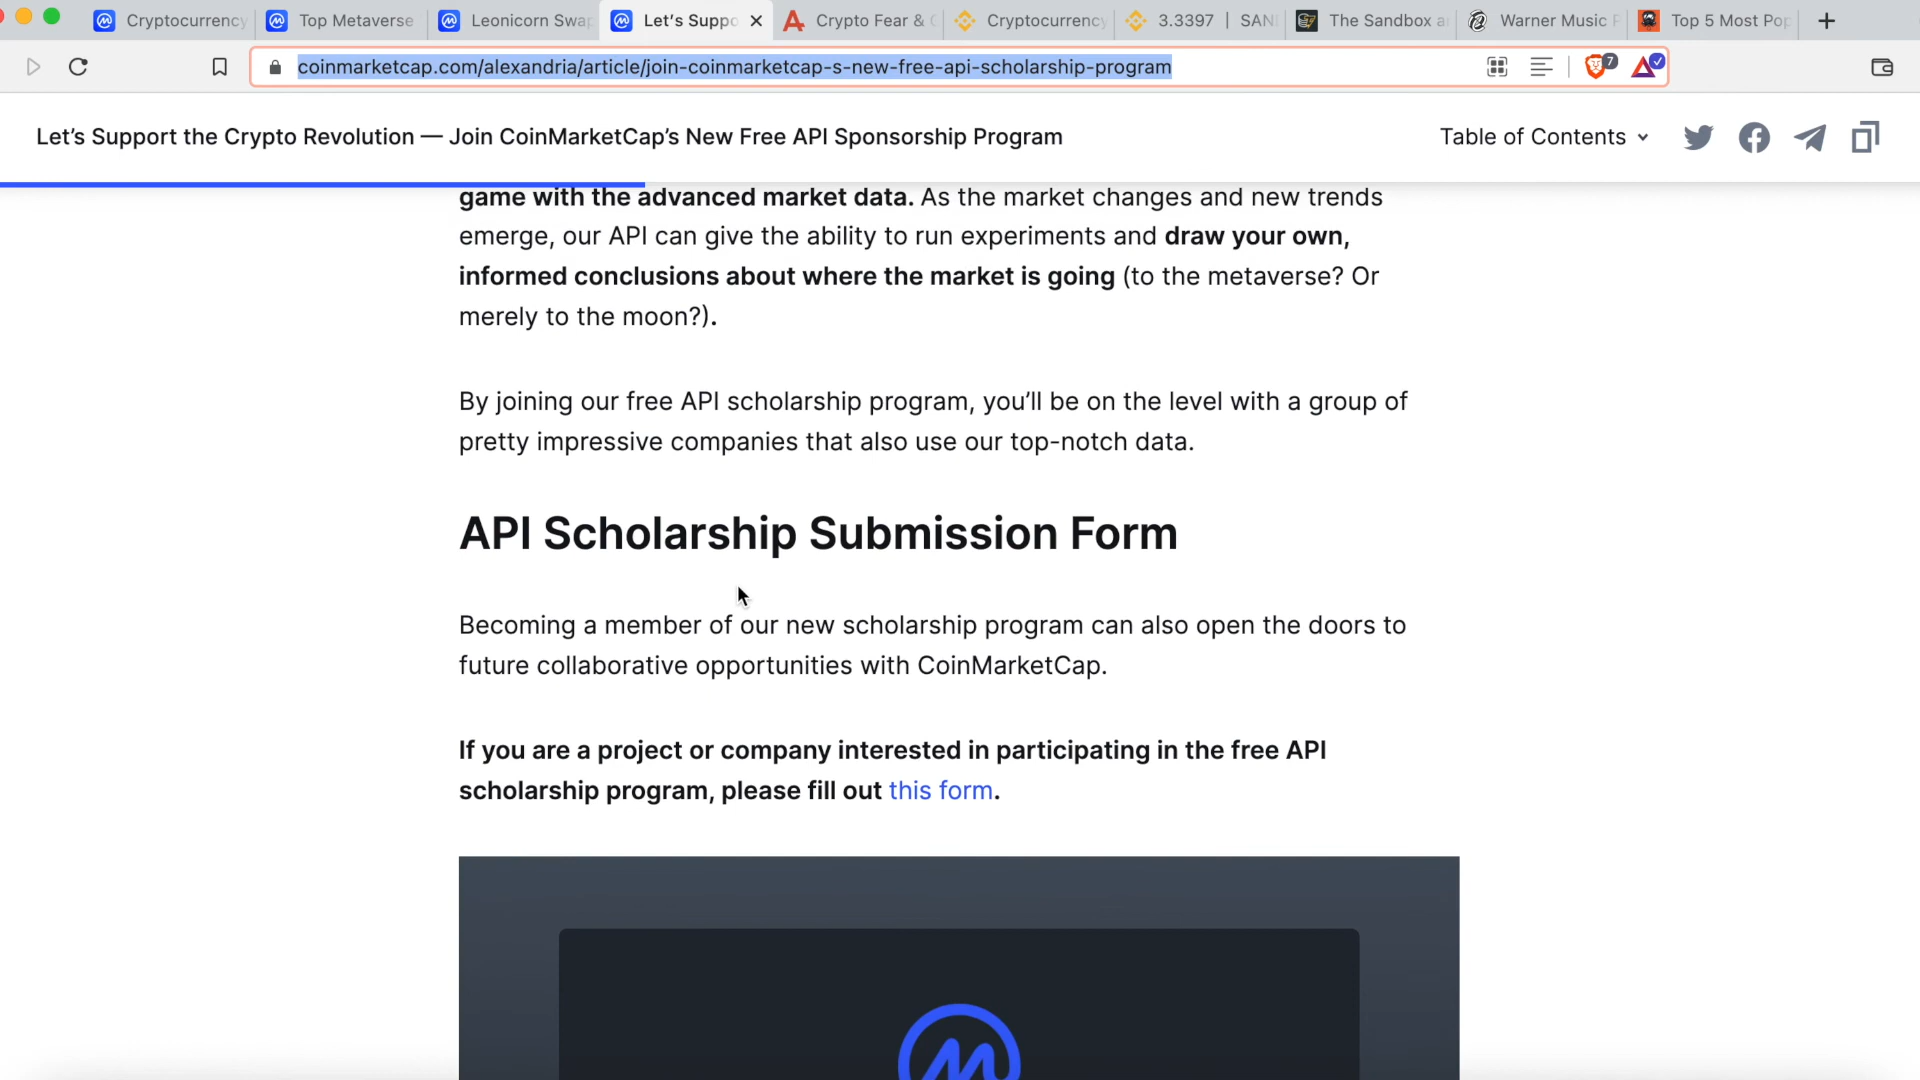 Cryptocurrency
Top Metaverse
Leonicorn Swap
Let's Suppo
Crypto Fear &
Cryptocurrency
3.3397 | SAN
The Sandbox a
Warner Music
Top 5 Most Pop
coinmarketcap.com/alexandria/article/join-coinmarketcap-s-new-free-api-scholarship-program
7
Let's Support the Crypto Revolution — Join CoinMarketCap's New Free API Sponsorship Program
Table of Contents
game with the advanced market data. As the market changes and new trends
emerge, our API can give the ability to run experiments and draw your own,
informed conclusions about where the market is going (to the metaverse? Or
merely to the moon?).
By joining our free API scholarship program, you'll be on the level with a group of
pretty impressive companies that also use our top-notch data.
API Scholarship Submission Form
Becoming a member of our new scholarship program can also open the doors to
future collaborative opportunities with CoinMarketCap.
If you are a project or company interested in participating in the free API
scholarship program, please fill out this form.